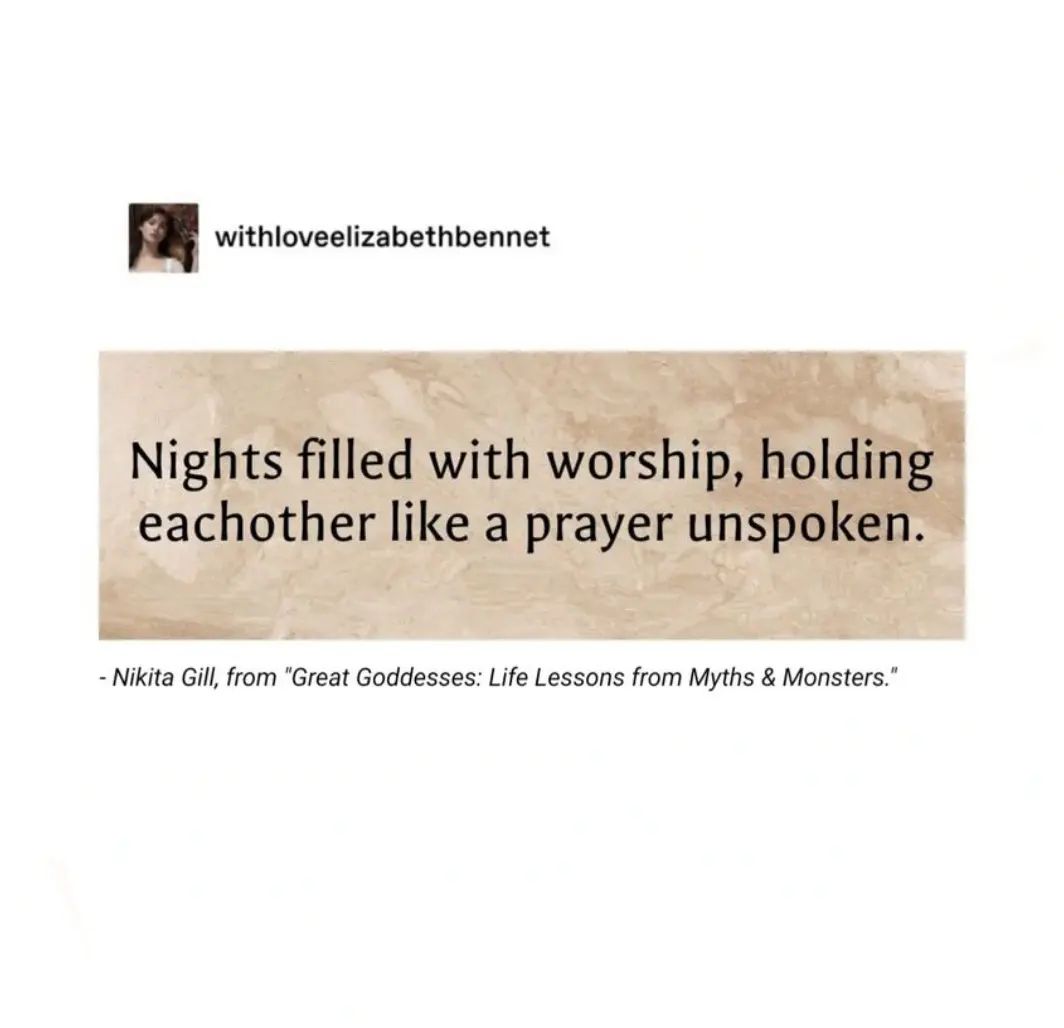 withloveelizabethbennet
Nights filled with worship, holding
eachother like a prayer unspoken.
- Nikita Gill, from "Great Goddesses: Life Lessons from Myths & Monsters."